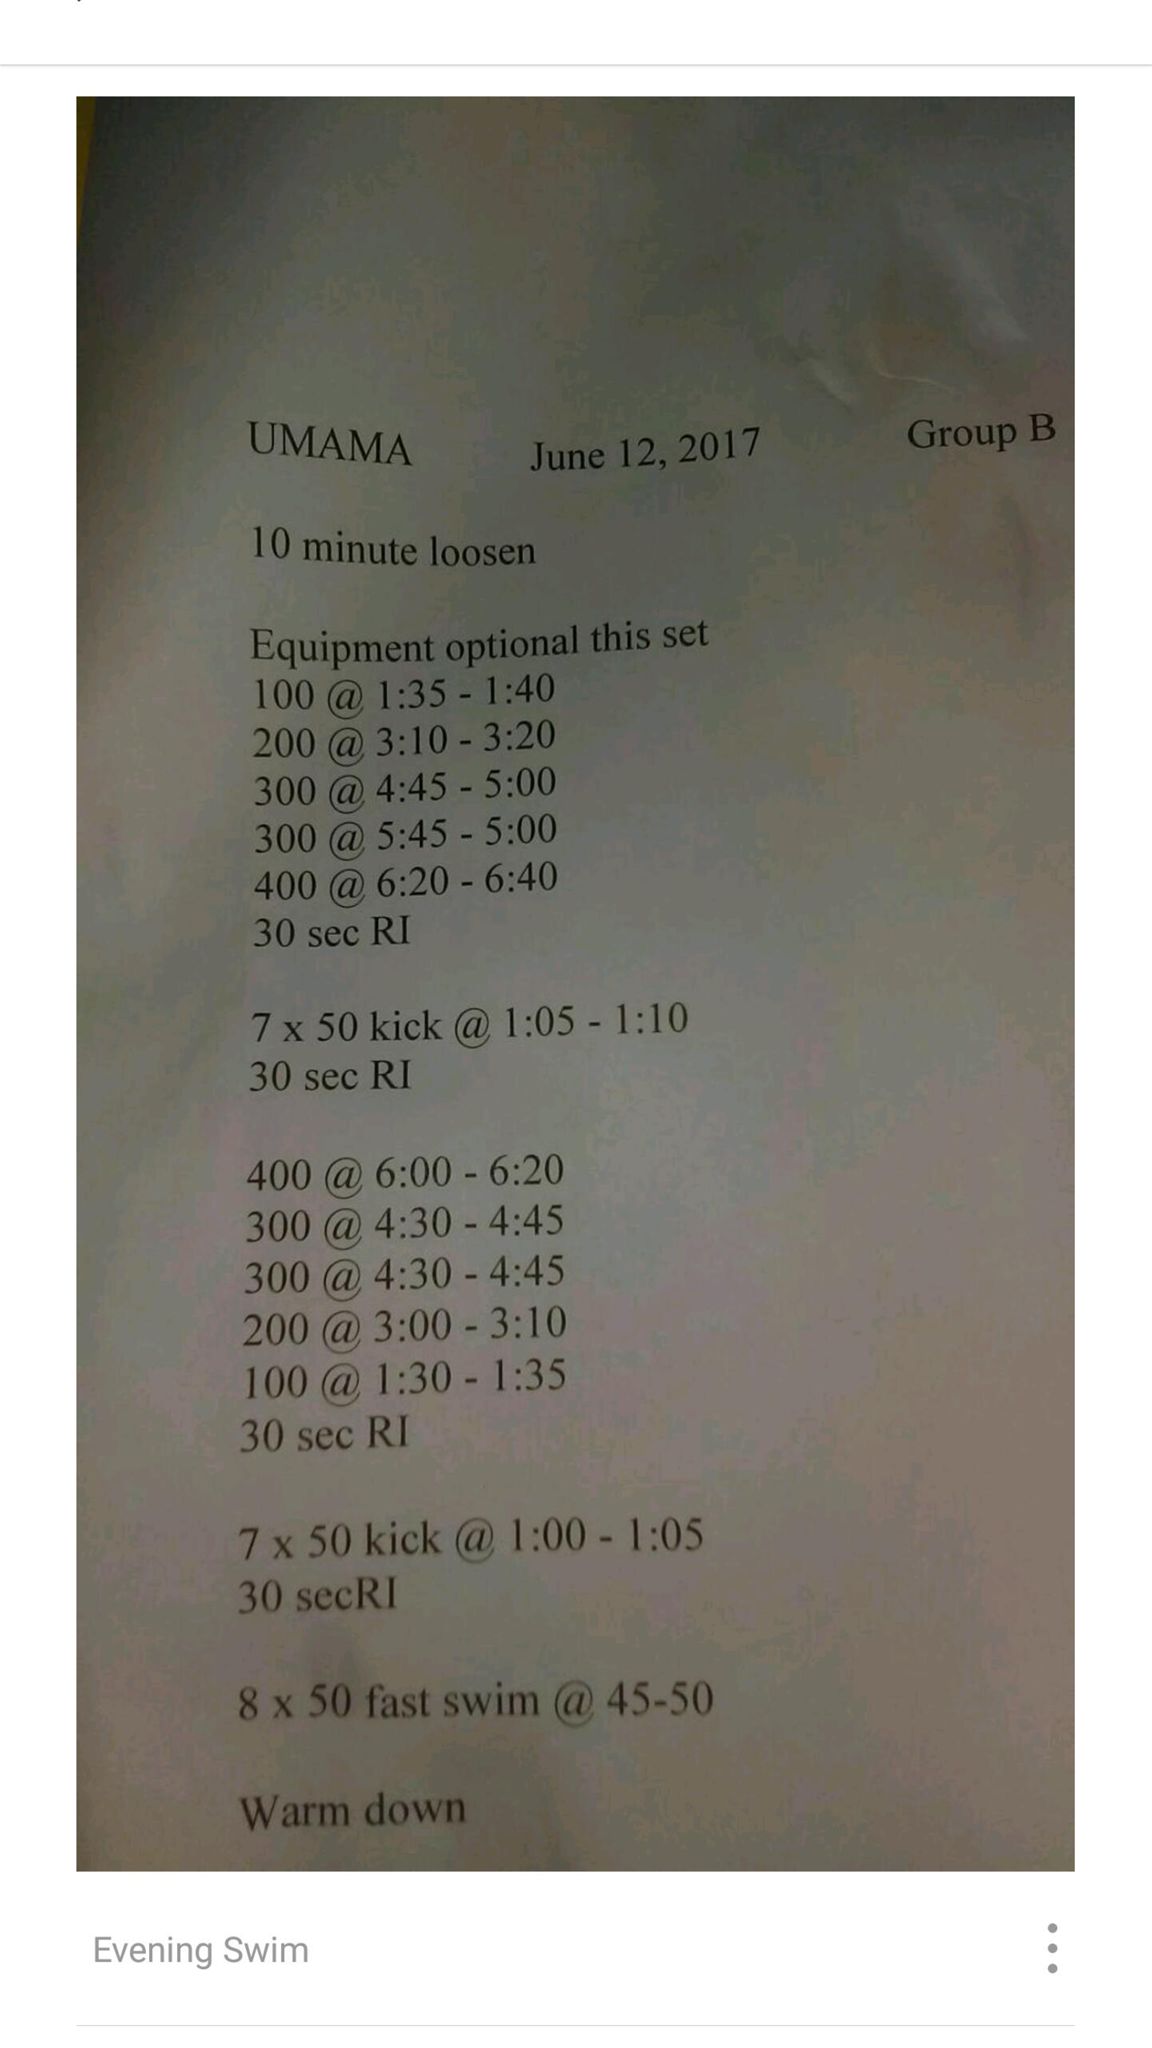 UMAMA June 12, 2017 Group B
10 minute loosen
Equipment optional this set
100 @ 1:35 - 1:40
200 @ 3:10 - 3:20
300 @ 4:45 - 5:00
300 @ 5:45 - 5:00
400 @ 6:20 - 6:40
30 sec RI
7 x 50 kick @ 1:05 - 1:10
30 sec RI
400 @ 6:00 - 6:20
300 @ 4:30 - 4:45
300 @ 4:30 - 4:45
200 @ 3:00 - 3:10
100 @ 1:30 - 1:35
30 sec RI
7 x 50 kick @ 1:00 - 1:05
30 secRI
8 x 50 fast swim @ 45-50
Warm down
Evening Swim